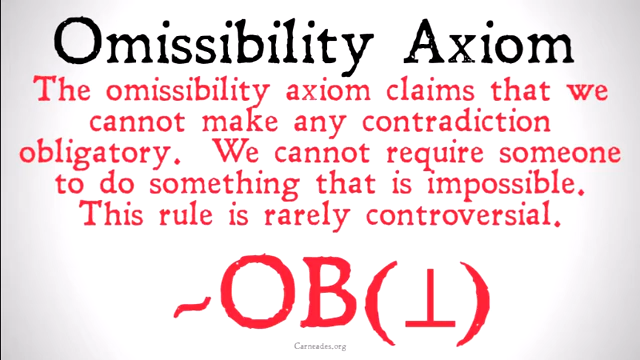 Omissibility Axiom
The omissibility axiom claims that we
cannot make any contradiction
obligatory. We cannot require someone
to do something that is impossible.
This rule is rarely controversial.
~OB(⊥)
Carneades.org